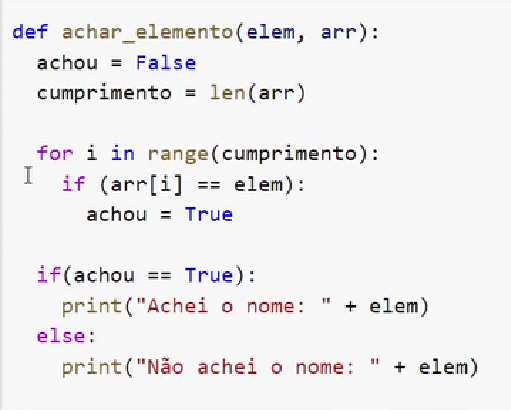 def achar_elemento(elem, arr):
  achou = False
  cumprimento = len(arr)

  for i in range(cumprimento):
    if (arr[i] == elem):
      achou = True

  if(achou == True):
    print("Achei o nome: " + elem)
  else:
    print("Não achei o nome: " + elem)